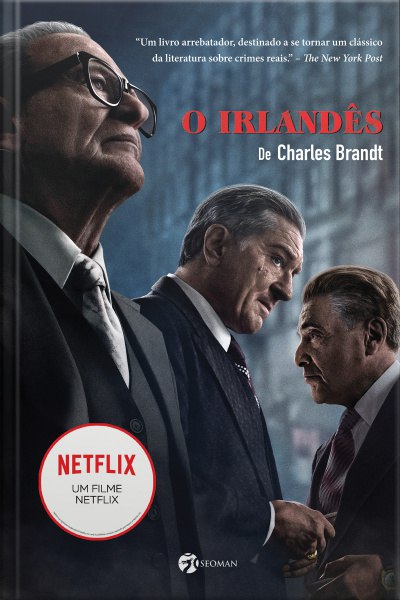 “Um livro arrebatador, destinado a se tornar um clássico
da literatura sobre crimes reais.” – The New York Post
O IRLANDÊS
De Charles Brandt
NETFLIX
UM FILME
NETFLIX
SEOMAN